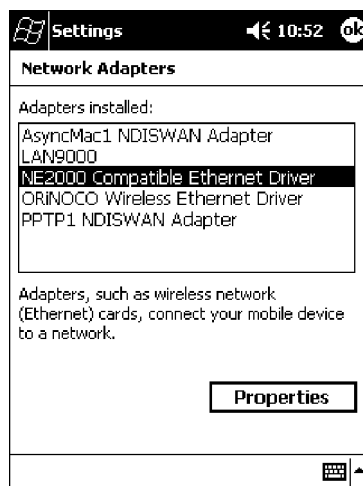 Settings 10:52 ok
Network Adapters
Adapters installed:
AsyncMac1 NDISWAN Adapter
LAN9000
NE2000 Compatible Ethernet Driver
ORiNOCO Wireless Ethernet Driver
PPTP1 NDISWAN Adapter
Adapters, such as wireless network
(Ethernet) cards, connect your mobile device
to a network.
Properties